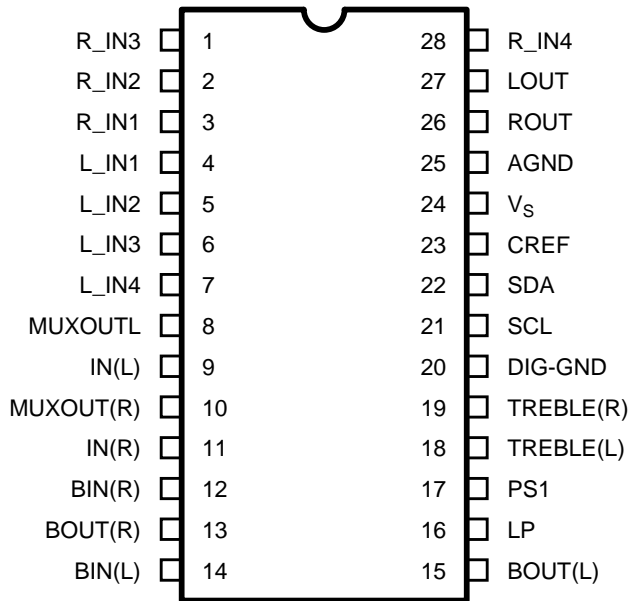 R_IN3 1 28 R_IN4
R_IN2 2 27 LOUT
R_IN1 3 26 ROUT
L_IN1 4 25 AGND
L_IN2 5 24 VS
L_IN3 6 23 CREF
L_IN4 7 22 SDA
MUXOUTL 8 21 SCL
IN(L) 9 20 DIG-GND
MUXOUT(R) 10 19 TREBLE(R)
IN(R) 11 18 TREBLE(L)
BIN(R) 12 17 PS1
BOUT(R) 13 16 LP
BIN(L) 14 15 BOUT(L)